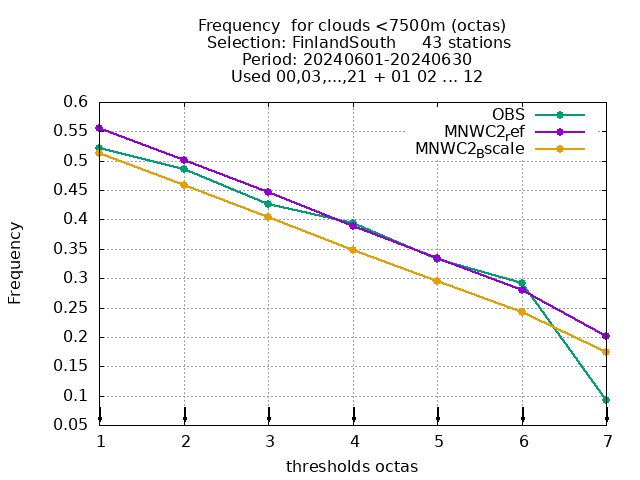 Frequency  for clouds <7500m (octas)
Selection: FinlandSouth     43 stations
Period: 20240601-20240630
Used 00,03,...,21 + 01 02 ... 12
OBS
MNWC2ref
MNWC2Bscale
0.6
0.55
0.5
0.45
0.4
0.35
0.3
0.25
0.2
0.15
0.1
0.05
Frequency
1 2 3 4 5 6 7
thresholds octas